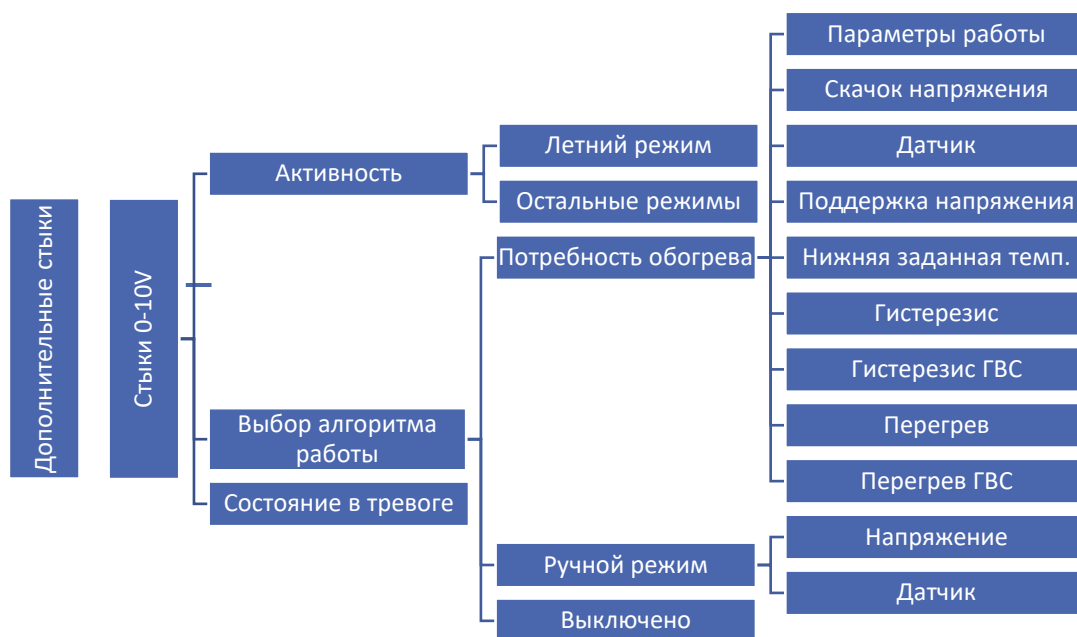 Дополнительные стыки
Стыки 0-10V
Активность
Летний режим
Остальные режимы
Выбор алгоритма
работы
Потребность обогрева
Параметры работы
Скачок напряжения
Датчик
Поддержка напряжения
Нижняя заданная темп.
Гистерезис
Гистерезис ГВС
Перегрев
Перегрев ГВС
Ручной режим
Напряжение
Датчик
Выключено
Состояние в тревоге